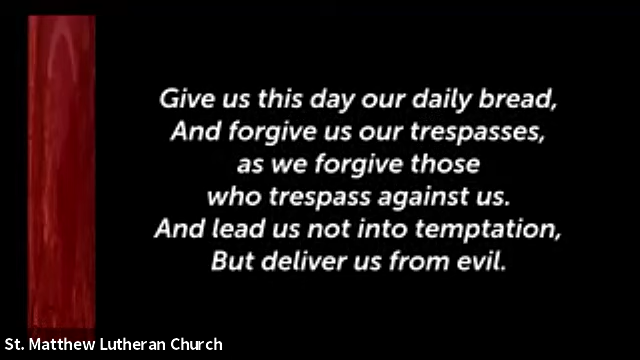 Give us this day our daily bread,
And forgive us our trespasses,
as we forgive those
who trespass against us.
And lead us not into temptation,
But deliver us from evil.
St. Matthew Lutheran Church